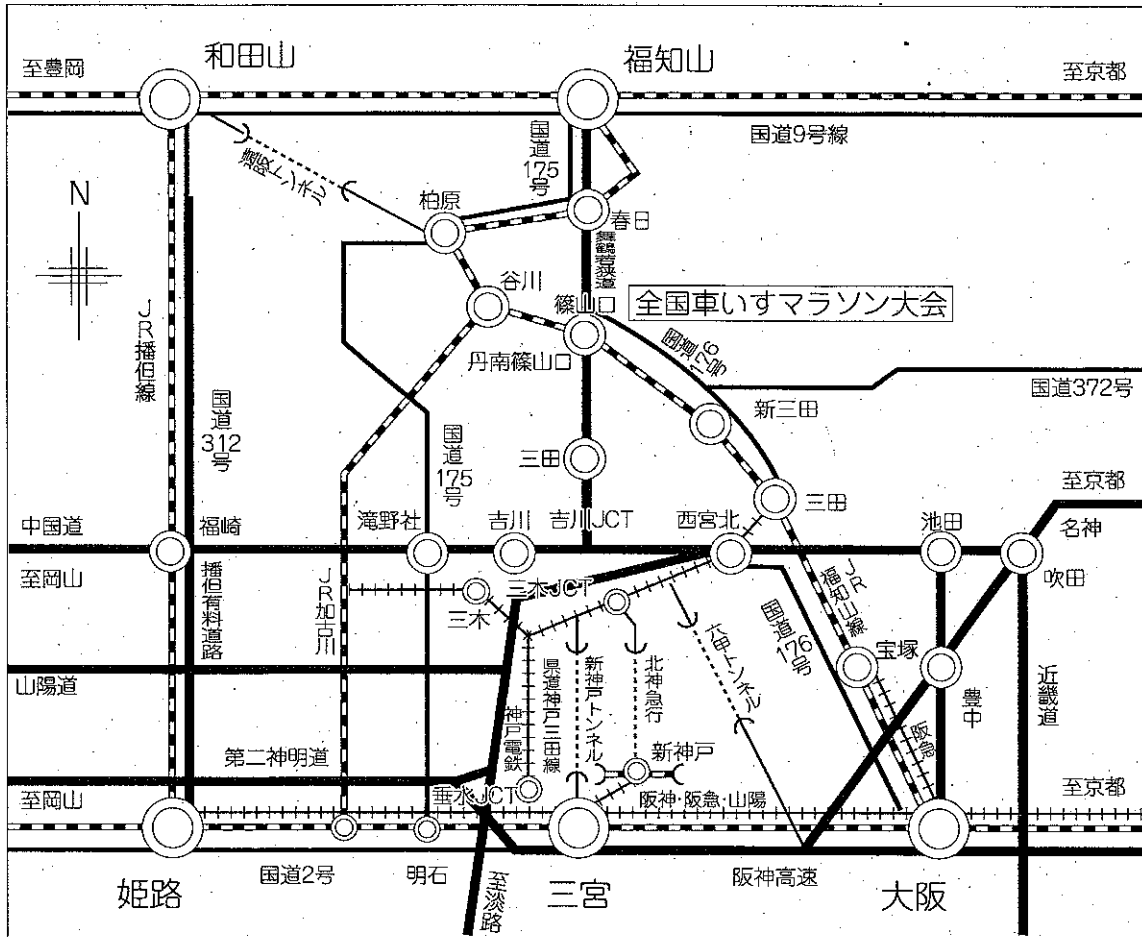 和田山
福知山
至豊岡
至京都
国道9号線
国道175号
遠阪トンネル
N
柏原
春日
舞鶴若狭道
谷川
篠山口
全国車いすマラソン大会
丹南篠山口
国道176号
国道372号
JR播但線
国道312号
新三田
三田
国道175号
三田
至京都
中国道
福崎
滝野社
吉川
吉川JCT
西宮北
池田
名神
至岡山
吹田
播但有料道路
JR加古川
三木
三木JCT
JR福知山線
国道176号
六甲トンネル
宝塚
山陽道
県道神戸三田線
新神戸トンネル
北神急行
豊中
近畿道
神戸電鉄
阪急
第二神明道
新神戸
至岡山
垂水JCT
阪神・阪急・山陽
至京都
国道2号
明石
阪神高速
姫路
至淡路
三宮
大阪